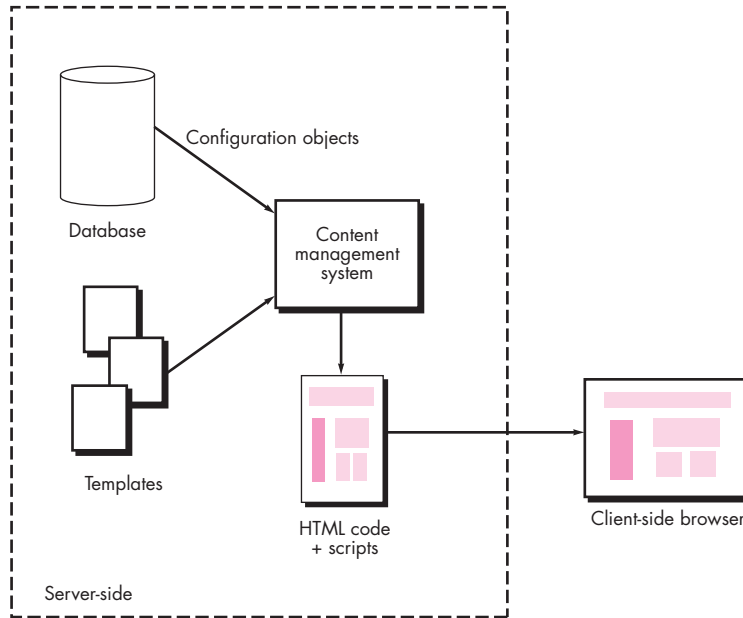 Configuration objects
Database
Content
management
system
Templates
HTML code
+ scripts
Client-side browser
Server-side